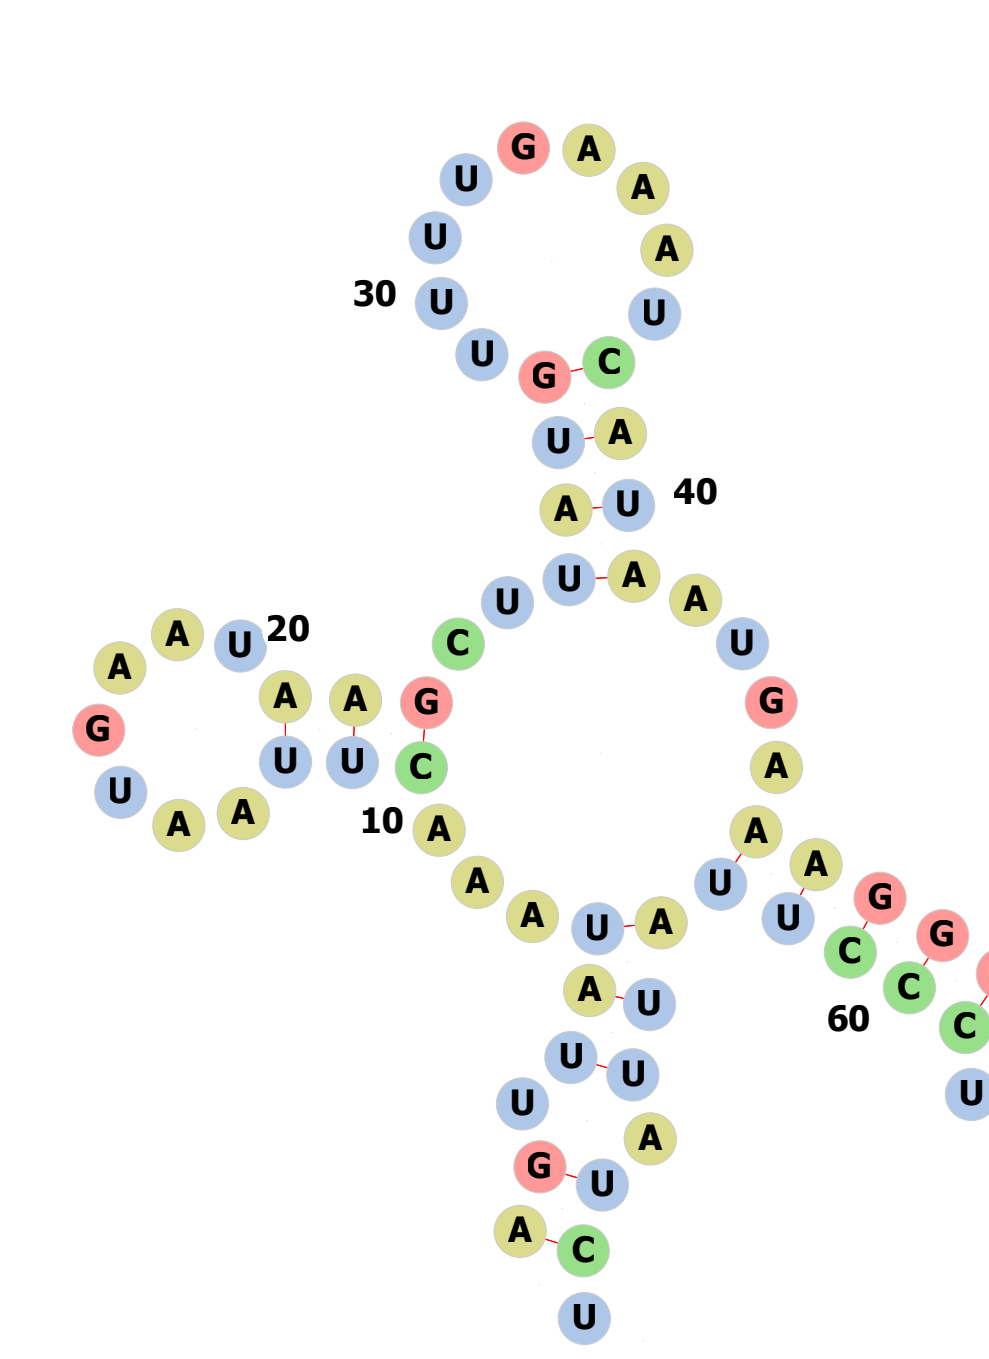 G A
U A
U A
30 U U
U G C
U A
A U 40
U A A
U U
A U 20 C
A A A G G
G
U U C A
U A A 10 A A
A A G
A U A U U C G
A U C
U U 60 C
U U
A
G U
A C
U